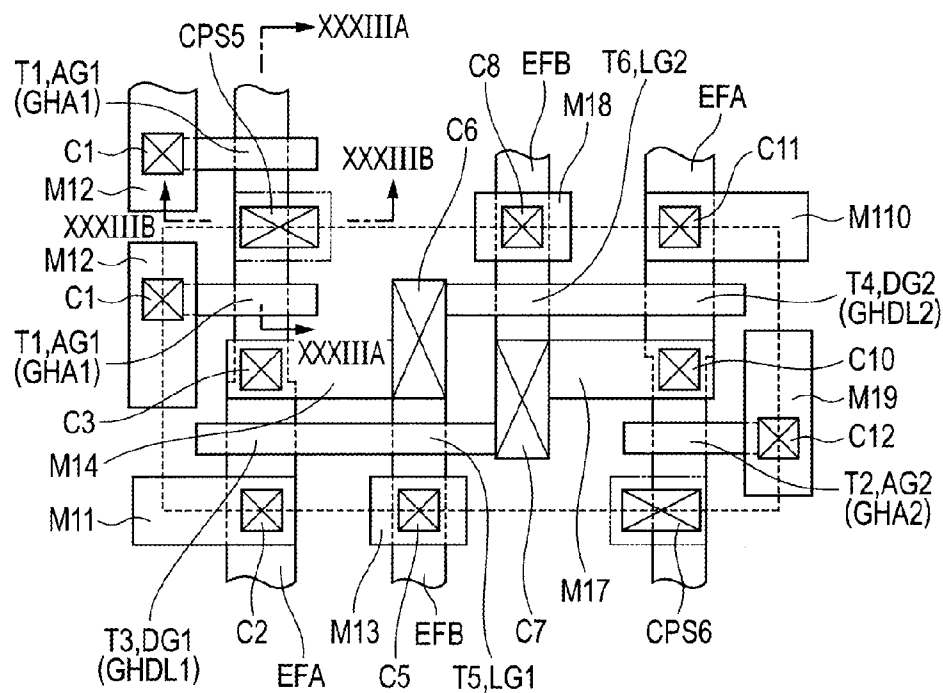 XXXIIIA
CPS5
T1,AG1
(GHA1)
C8
EFB
T6,LG2
M18
EFA
C6
C1
XXXIIIB
C11
M12
XXXIIIB
M110
M12
C1
T4,DG2
(GHDL2)
T1,AG1
(GHA1)
XXXIIIA
C10
C3
M19
C12
M14
T2,AG2
(GHA2)
M11
M17
T3,DG1
(GHDL1)
C2
EFA
M13
C5
EFB
T5,LG1
C7
CPS6